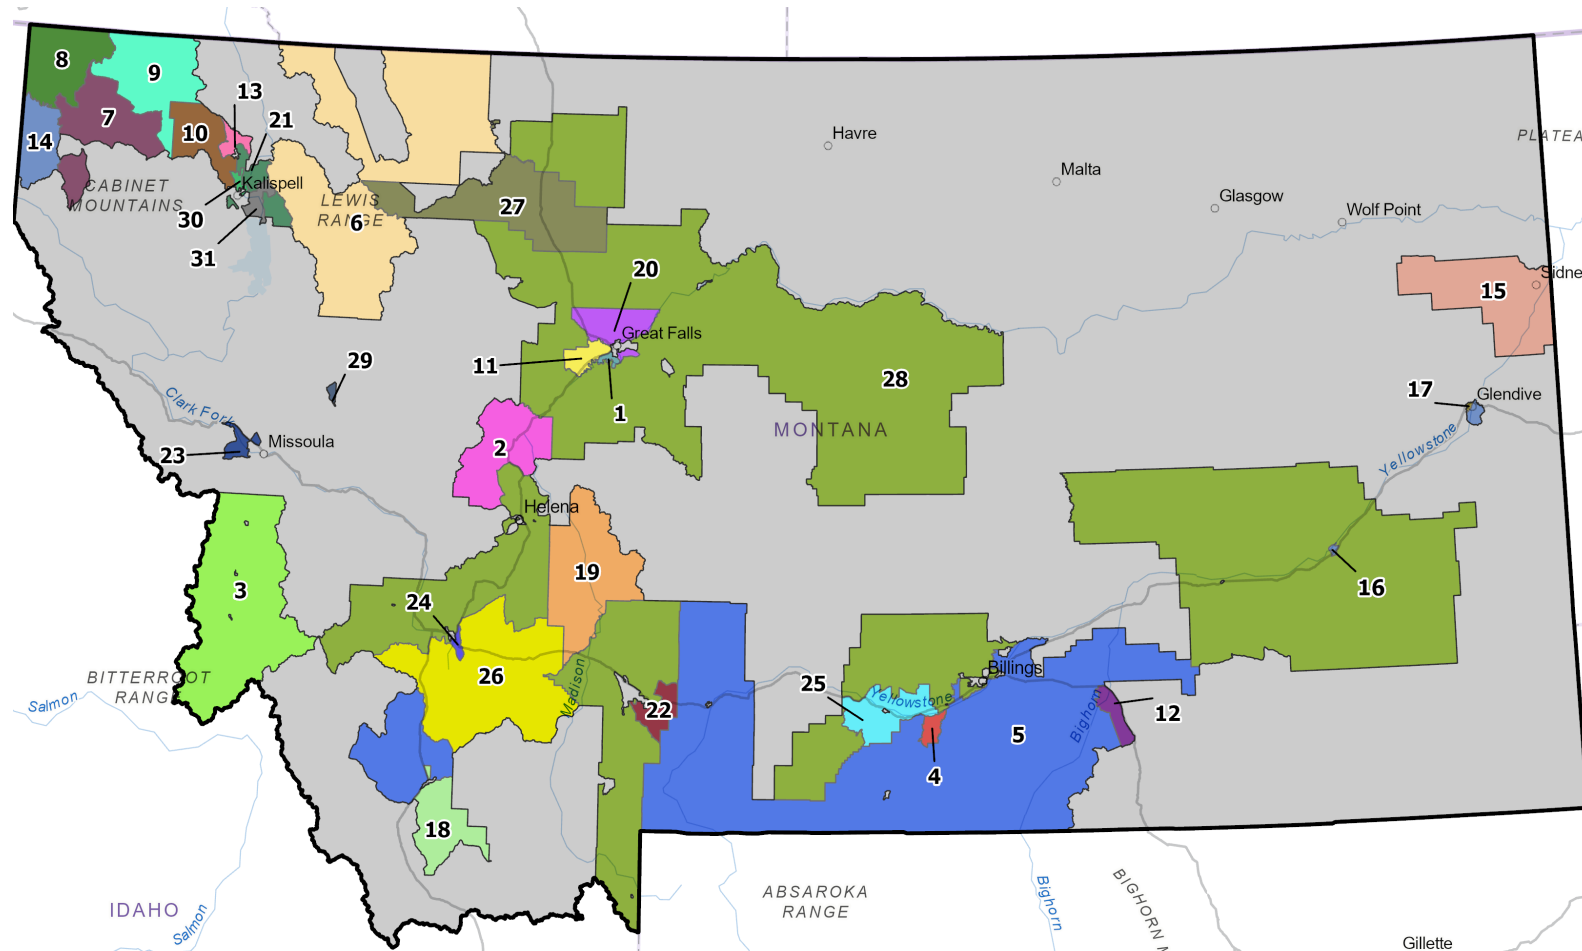 8
9
13
21
7
10
14
Havre
PLATEA
Malta
Kalispell
CABINET
MOUNTAINS
Glasgow
LEWIS
RANGE
Wolf Point
30
6
27
31
20
Sidne
15
Great Falls
11
29
28
17
Glendive
Clark Fork
1
MONTANA
Missoula
2
23
Yellowstone
Helena
19
3
16
24
BITTERROOT
RANGE
26
Madison
Billings
25
Yellowstone
Salmon
22
Bighorn
12
5
4
18
ABSAROKA
RANGE
IDAHO
Salmon
Bighorn
BIGHORN M
Gillette